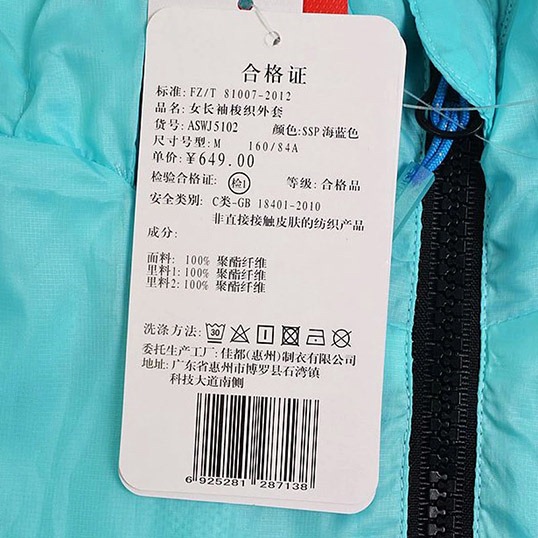 合格证
标准: FZ/T 81007-2012
品名: 女长袖梭织外套
货号: ASWJ5102 颜色: SSP海蓝色
尺寸号型: M 160/84A
单价: ¥649.00
检验合格证: 检1 等级: 合格品
安全类别: C类-GB 18401-2010
非直接接触皮肤的纺织产品
成分:
面料: 100% 聚酯纤维
里料1: 100% 聚酯纤维
里料2: 100% 聚酯纤维
洗涤方法: 30
委托生产工厂: 佳都(惠州)制衣有限公司
地址: 广东省惠州市博罗县石湾镇
科技大道南侧
6 925281 287138